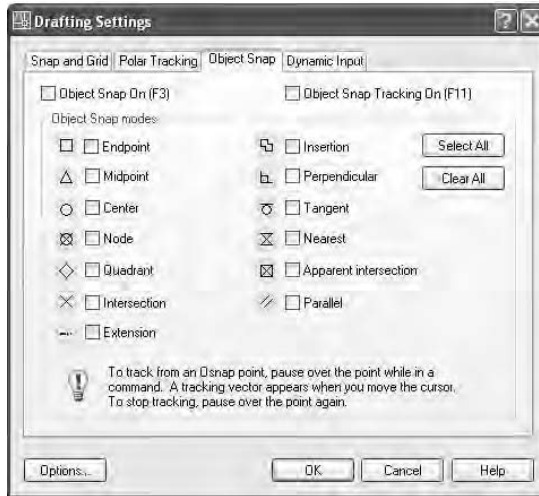 Drafting Settings
Snap and Grid Polar Tracking Object Snap Dynamic Input
Object Snap On (F3) Object Snap Tracking On (F11)
Object Snap modes
Endpoint Insertion Select All
Midpoint Perpendicular Clear All
Center Tangent
Node Nearest
Quadrant Apparent intersection
Intersection Parallel
Extension
To track from an Osnap point, pause over the point while in a
command. A tracking vector appears when you move the cursor.
To stop tracking, pause over the point again.
Options... OK Cancel Help